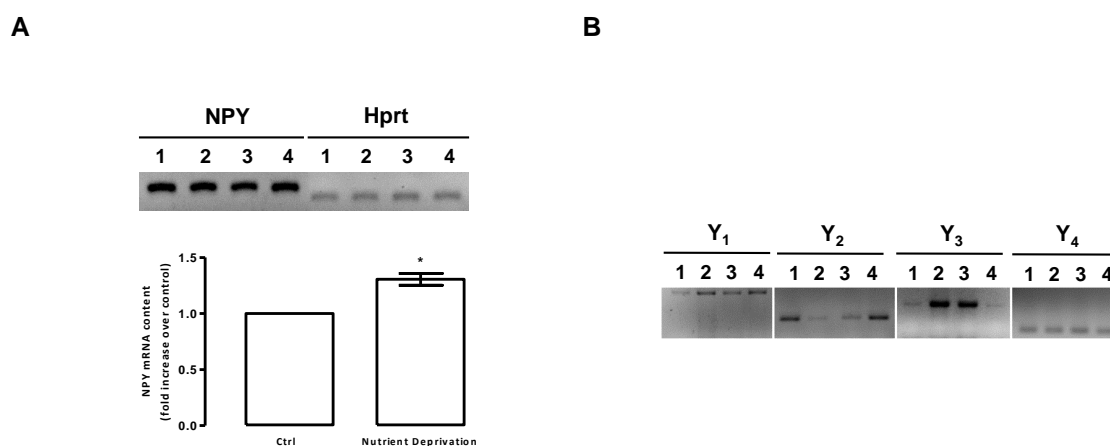 A
B
NPY Hprt
1 2 3 4 1 2 3 4
NPY mRNA content
(fold increase over control)
1.5
*
1.0
0.5
0.0
Ctrl Nutrient Deprivation
Y1 Y2 Y3 Y4
1 2 3 4 1 2 3 4 1 2 3 4 1 2 3 4